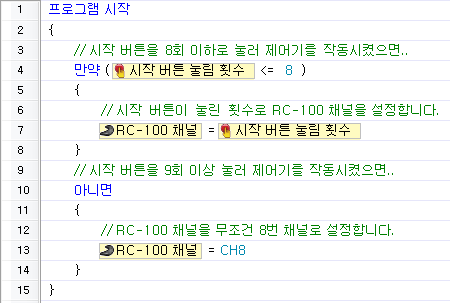 1 프로그램 시작
2 {
3 // 시작 버튼을 8회 이하로 눌러 제어기를 작동시켰으면..
4 만약 ( 시작 버튼 눌림 횟수 <= 8 )
5 {
6 // 시작 버튼이 눌린 횟수로 RC-100 채널을 설정합니다.
7 RC-100 채널 = 시작 버튼 눌림 횟수
8 }
9 // 시작 버튼을 9회 이상 눌러 제어기를 작동시켰으면..
10 아니면
11 {
12 // RC-100 채널을 무조건 8번 채널로 설정합니다.
13 RC-100 채널 = CH8
14 }
15 }